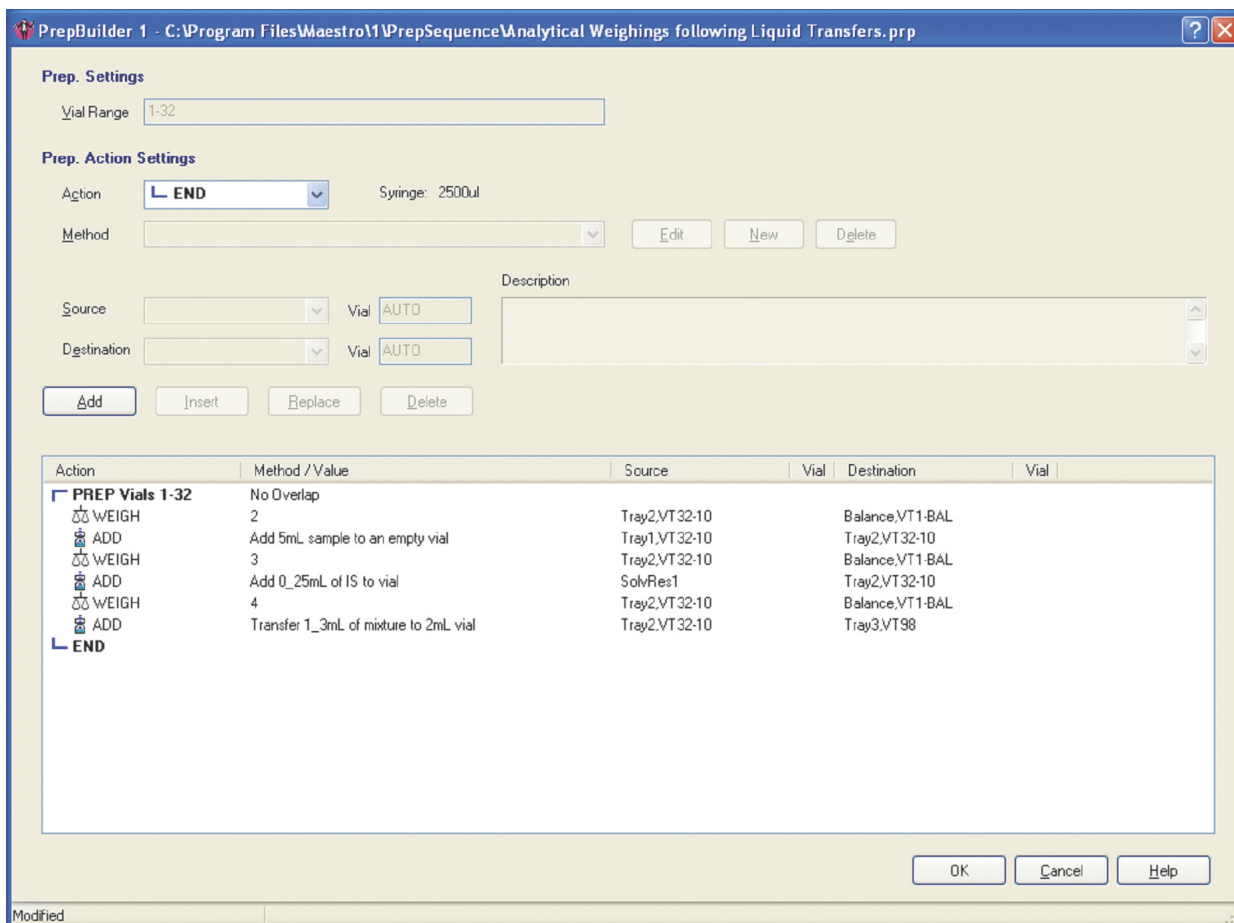 PrepBuilder 1 - C:\Program Files\Maestro\1\PrepSequence\Analytical Weighings following Liquid Transfers.prp
Prep. Settings
Vial Range 1-32
Prep. Action Settings
Action END Syringe: 2500ul
Method Edit New Delete
Description
Source Vial AUTO
Destination Vial AUTO
Add Insert Replace Delete
Action Method / Value Source Vial Destination Vial
PREP Vials 1-32 No Overlap
WEIGH 2 Tray2,VT32-10 Balance,VT1-BAL
ADD Add 5mL sample to an empty vial Tray1,VT32-10 Tray2,VT32-10
WEIGH 3 Tray2,VT32-10 Balance,VT1-BAL
ADD Add 0_25mL of IS to vial SolvRes1 Tray2,VT32-10
WEIGH 4 Tray2,VT32-10 Balance,VT1-BAL
ADD Transfer 1_3mL of mixture to 2mL vial Tray2,VT32-10 Tray3,VT98
END
OK Cancel Help
Modified